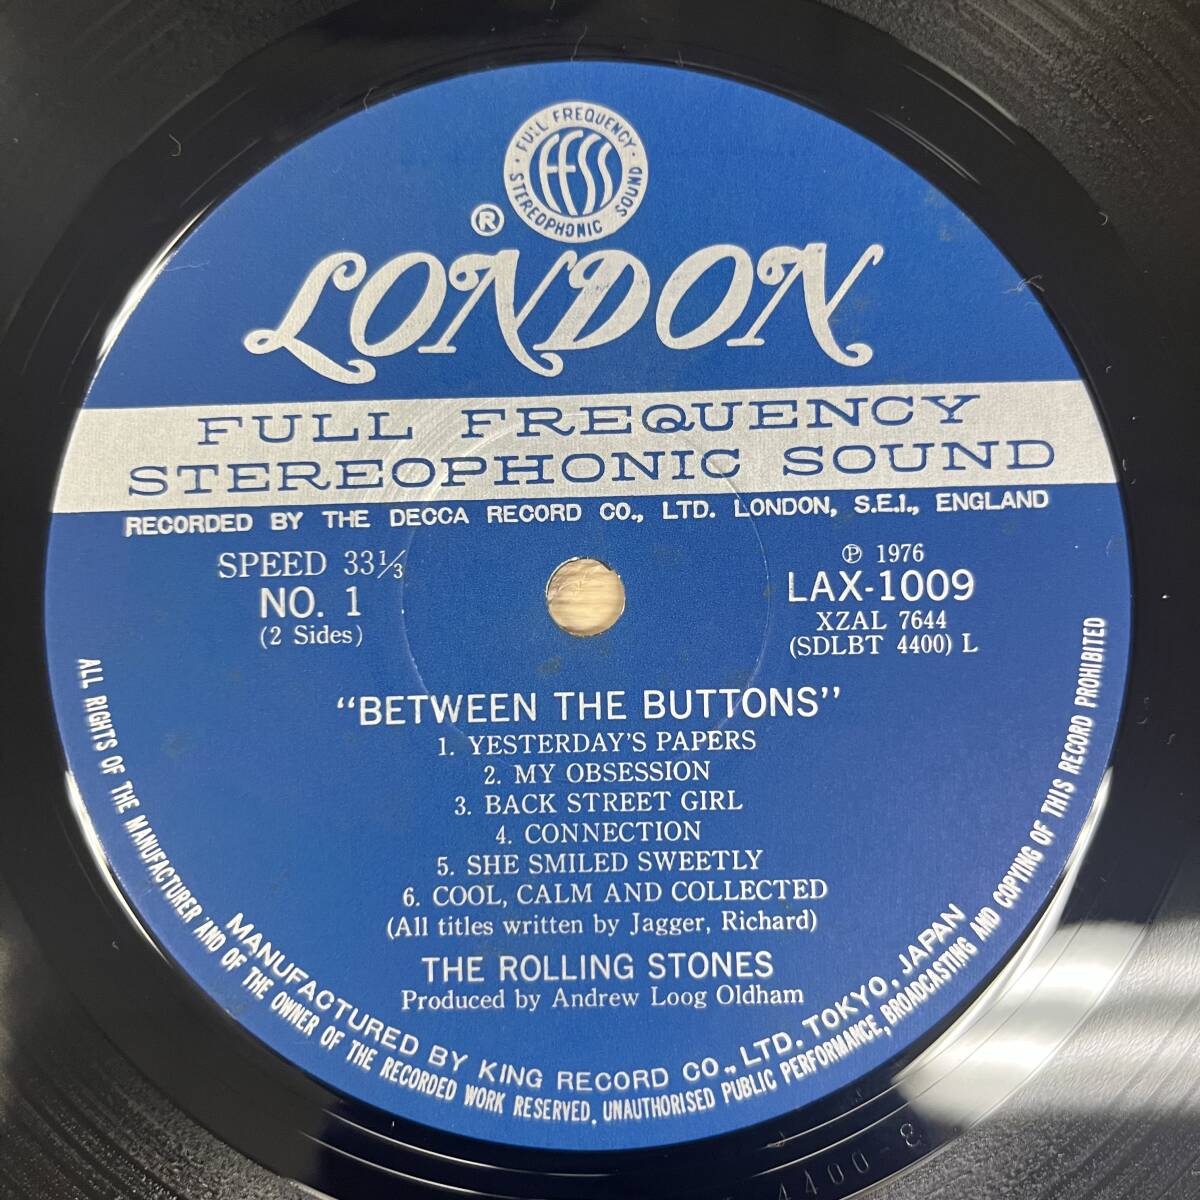 FULL FREQUENCY
STEREOPHONIC SOUND
FFSS
®
LONDON
FULL FREQUENCY
STEREOPHONIC SOUND
RECORDED BY THE DECCA RECORD CO., LTD. LONDON, S.E.I., ENGLAND
SPEED 33⅓
NO. 1
(2 Sides)
℗ 1976
LAX-1009
XZAL 7644
(SDLBT 4400) L
"BETWEEN THE BUTTONS"
1. YESTERDAY'S PAPERS
2. MY OBSESSION
3. BACK STREET GIRL
4. CONNECTION
5. SHE SMILED SWEETLY
6. COOL, CALM AND COLLECTED
(All titles written by Jagger, Richard)
THE ROLLING STONES
Produced by Andrew Loog Oldham
MANUFACTURED BY KING RECORD CO., LTD. TOKYO, JAPAN
ALL RIGHTS OF THE MANUFACTURER AND OF THE OWNER OF THE RECORDED WORK RESERVED. UNAUTHORISED PUBLIC PERFORMANCE, BROADCASTING AND COPYING OF THIS RECORD PROHIBITED
4400-8